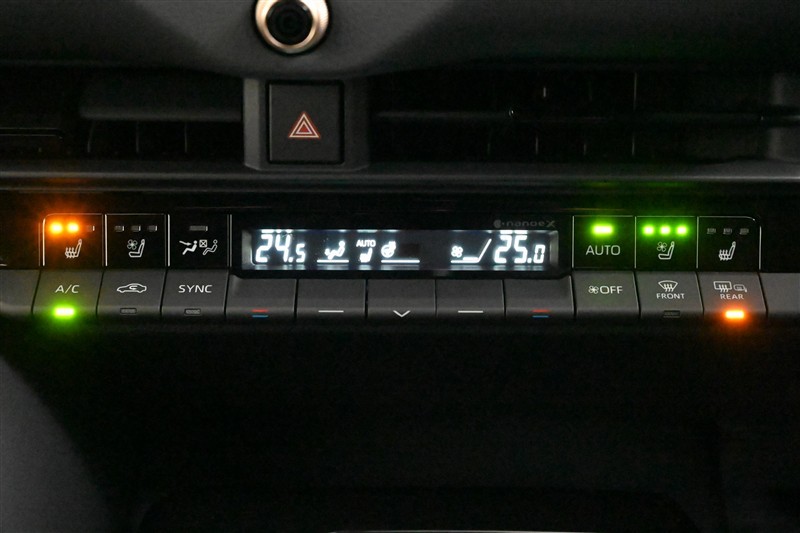 nanoe X
24.5 AUTO 25.0
AUTO
A/C
SYNC
OFF
FRONT
REAR